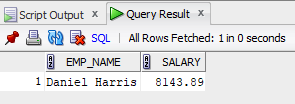 Script Output × Query Result ×
SQL | All Rows Fetched: 1 in 0 seconds
EMP_NAME SALARY
1 Daniel Harris 8143.89